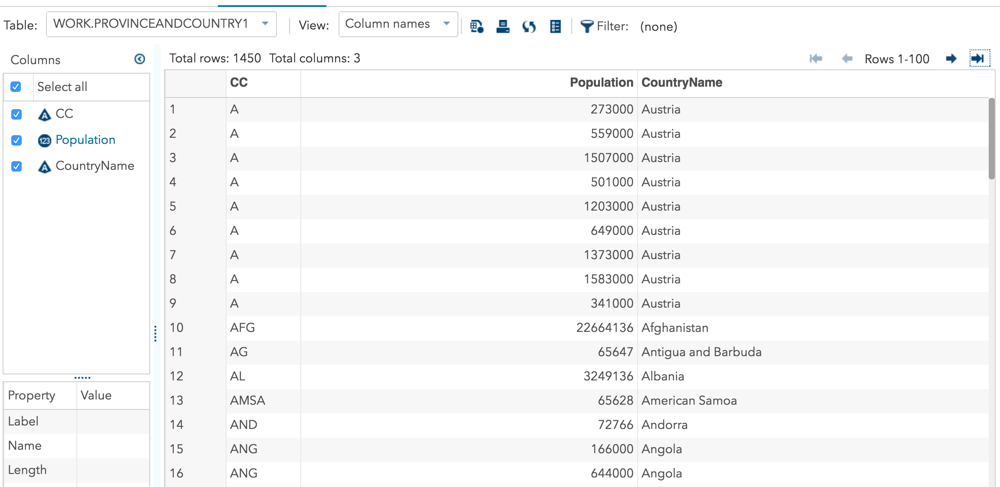 Table: WORK.PROVINCEANDCOUNTRY1 View: Column names Filter: (none)
Columns
Select all
CC
123 Population
CountryName
Property Value
Label
Name
Length
Total rows: 1450 Total columns: 3 Rows 1-100
CC Population CountryName
1 A 273000 Austria
2 A 559000 Austria
3 A 1507000 Austria
4 A 501000 Austria
5 A 1203000 Austria
6 A 649000 Austria
7 A 1373000 Austria
8 A 1583000 Austria
9 A 341000 Austria
10 AFG 22664136 Afghanistan
11 AG 65647 Antigua and Barbuda
12 AL 3249136 Albania
13 AMSA 65628 American Samoa
14 AND 72766 Andorra
15 ANG 166000 Angola
16 ANG 644000 Angola